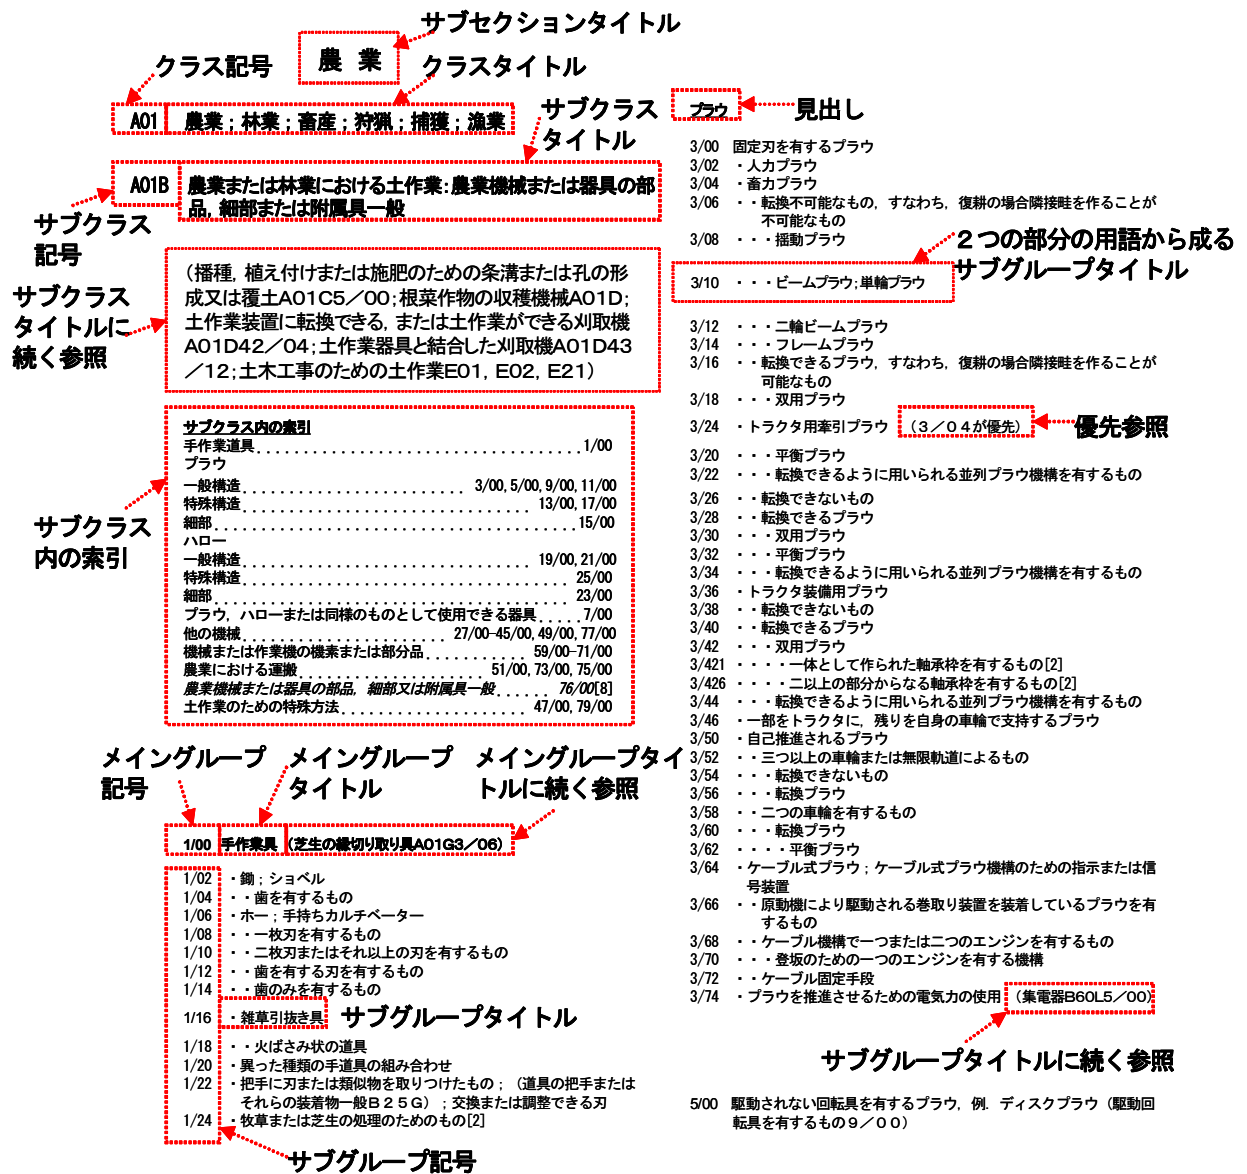 サブセクションタイトル
農 業
クラス記号
クラスタイトル
A01 農業；林業；畜産；狩猟；捕獲；漁業
サブクラス
タイトル
A01B 農業または林業における土作業：農業機械または器具の部
品，細部または附属具一般
サブクラス
記号
サブクラス
タイトルに
続く参照
（播種，植え付けまたは施肥のための条溝または孔の形
成又は覆土A01C5／00；根菜作物の収穫機械A01D；
土作業装置に転換できる，または土作業ができる刈取機
A01D42／04；土作業器具と結合した刈取機A01D43
／12；土木工事のための土作業E01，E02，E21）
サブクラス
内の索引
サブクラス内の索引
手作業道具................................1/00
プラウ
一般構造........................ 3/00,5/00,9/00,11/00
特殊構造.............................. 13/00,17/00
細部..................................15/00
ハロー
一般構造.............................. 19/00,21/00
特殊構造.................................. 25/00
細部.................................. 23/00
プラウ，ハローまたは同様のものとして使用できる器具.....7/00
他の機械..................... 27/00-45/00,49/00,77/00
機械または作業機の機素または部分品........... 59/00-71/00
農業における運搬................... 51/00,73/00,75/00
農業機械または器具の部品，細部又は附属具一般...... 76/00[8]
土作業のための特殊方法................... 47/00,79/00
メイングループ
記号
メイングループ
タイトル
メイングループタイ
トルに続く参照
1/00 手作業具 （芝生の縁切り取り具A01G3／06）
1/02 ・鋤；ショベル
1/04 ・・歯を有するもの
1/06 ・ホー；手持ちカルチベーター
1/08 ・・一枚刃を有するもの
1/10 ・・二枚刃またはそれ以上の刃を有するもの
1/12 ・・歯を有する刃を有するもの
1/14 ・・歯のみを有するもの
1/16 ・雑草引抜き具
サブグループタイトル
1/18 ・・火ばさみ状の道具
1/20 ・異った種類の手道具の組み合わせ
1/22 ・把手に刃または類似物を取りつけたもの；（道具の把手または
それらの装着物一般Ｂ２５Ｇ）；交換または調整できる刃
1/24 ・牧草または芝生の処理のためのもの[2]
サブグループ記号
プラウ
見出し
3/00 固定刃を有するプラウ
3/02 ・人力プラウ
3/04 ・畜力プラウ
3/06 ・・転換不可能なもの，すなわち，復耕の場合隣接畦を作ることが
不可能なもの
3/08 ・・・揺動プラウ
２つの部分の用語から成る
サブグループタイトル
3/10 ・・・ビームプラウ；単輪プラウ
3/12 ・・・二輪ビームプラウ
3/14 ・・・フレームプラウ
3/16 ・・転換できるプラウ，すなわち，復耕の場合隣接畦を作ることが
可能なもの
3/18 ・・・双用プラウ
3/24 ・トラクタ用牽引プラウ （３／０４が優先）
優先参照
3/20 ・・・平衡プラウ
3/22 ・・・転換できるように用いられる並列プラウ機構を有するもの
3/26 ・・転換できないもの
3/28 ・・転換できるプラウ
3/30 ・・・双用プラウ
3/32 ・・・平衡プラウ
3/34 ・・・転換できるように用いられる並列プラウ機構を有するもの
3/36 ・トラクタ装備用プラウ
3/38 ・・転換できないもの
3/40 ・・転換できるプラウ
3/42 ・・・双用プラウ
3/421 ・・・・一体として作られた軸承枠を有するもの[2]
3/426 ・・・・二以上の部分からなる軸承枠を有するもの[2]
3/44 ・・・転換できるように用いられる並列プラウ機構を有するもの
3/46 ・一部をトラクタに，残りを自身の車輪で支持するプラウ
3/50 ・自己推進されるプラウ
3/52 ・・三つ以上の車輪または無限軌道によるもの
3/54 ・・・転換できないもの
3/56 ・・・転換プラウ
3/58 ・・二つの車輪を有するもの
3/60 ・・・転換プラウ
3/62 ・・・・平衡プラウ
3/64 ・ケーブル式プラウ；ケーブル式プラウ機構のための指示または信
号装置
3/66 ・・原動機により駆動される巻取り装置を装着しているプラウを有
するもの
3/68 ・・ケーブル機構で一つまたは二つのエンジンを有するもの
3/70 ・・・登坂のための一つのエンジンを有する機構
3/72 ・・ケーブル固定手段
3/74 ・プラウを推進させるための電気力の使用 （集電器B60L5／00）
サブグループタイトルに続く参照
5/00 駆動されない回転具を有するプラウ，例．ディスクプラウ（駆動回
転具を有するもの９／００）